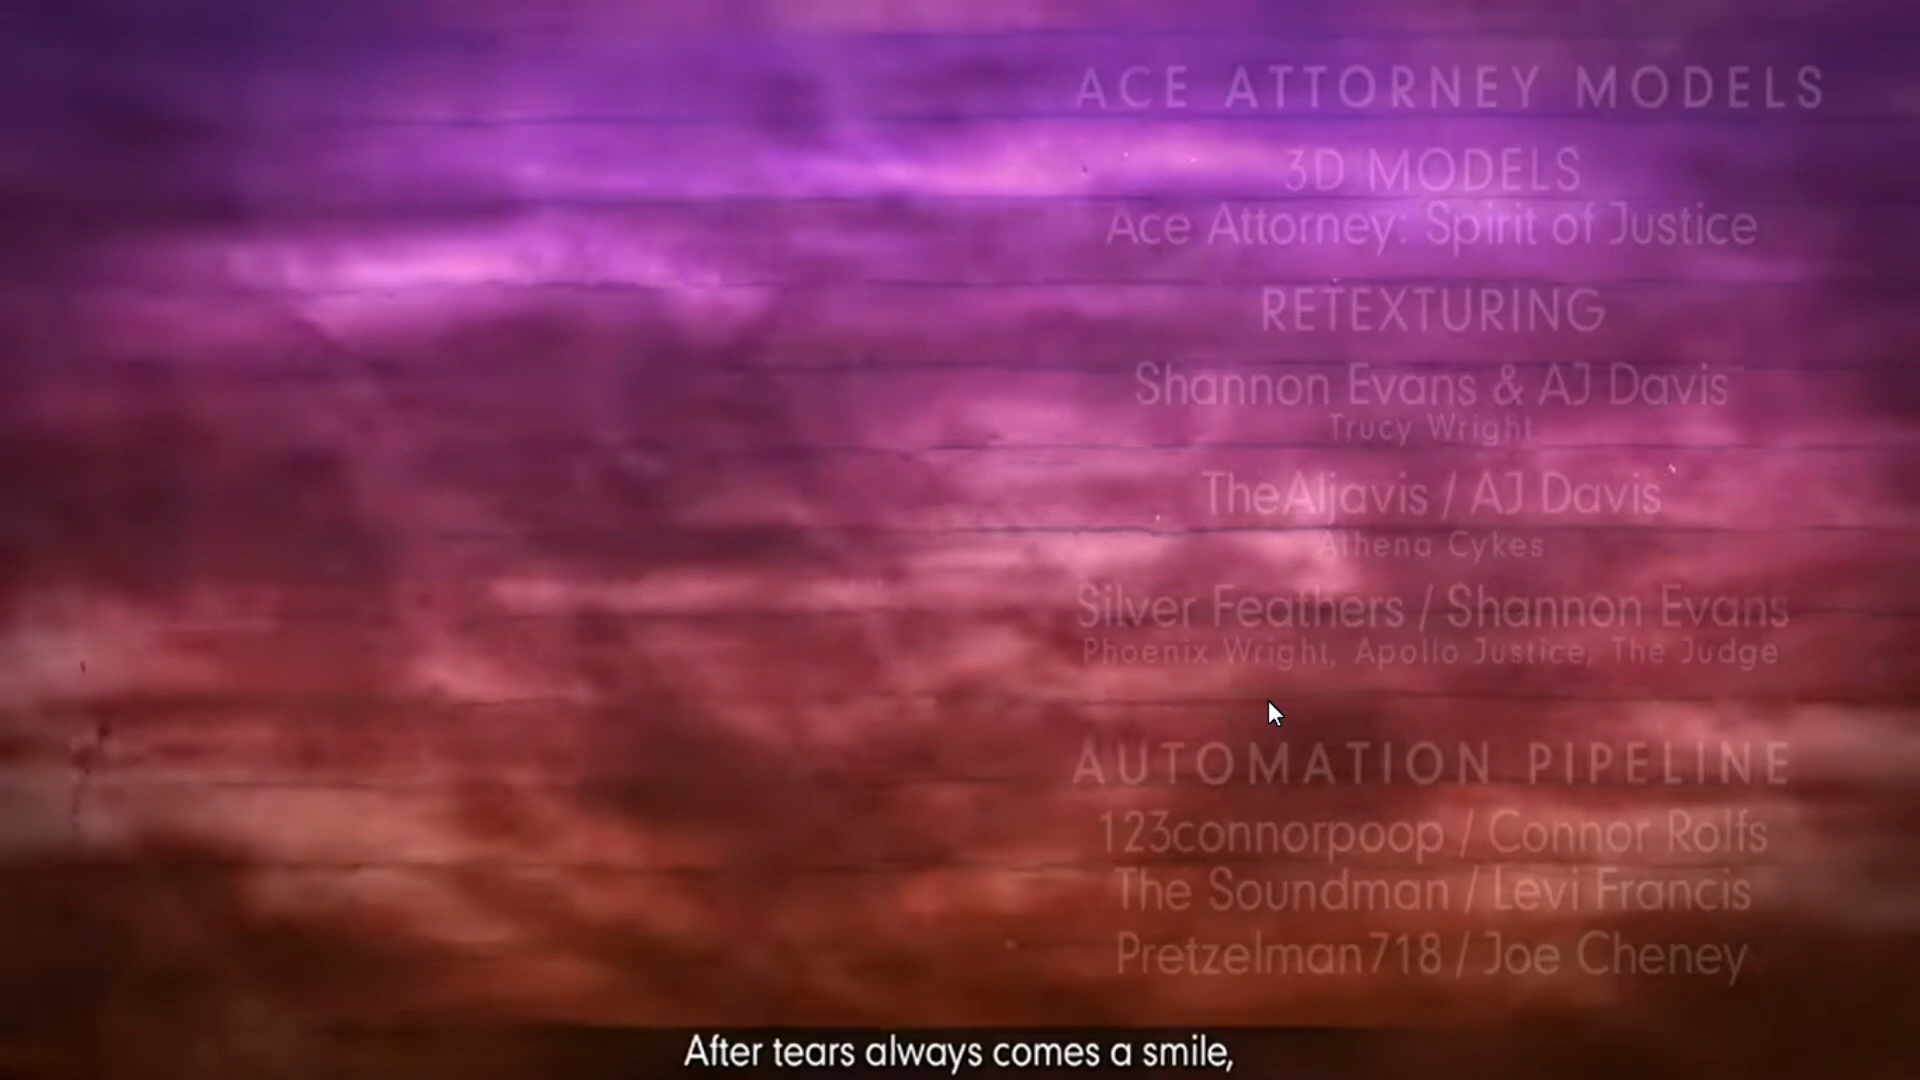 ACE ATTORNEY MODELS
3D MODELS
Ace Attorney: Spirit of Justice
RETEXTURING
Shannon Evans & AJ Davis
Trucy Wright
TheAljavis / AJ Davis
Athena Cykes
Silver Feathers / Shannon Evans
Phoenix Wright, Apollo Justice, The Judge
AUTOMATION PIPELINE
123connorpoop / Connor Rolfs
The Soundman / Levi Francis
Pretzelman718 / Joe Cheney
After tears always comes a smile,